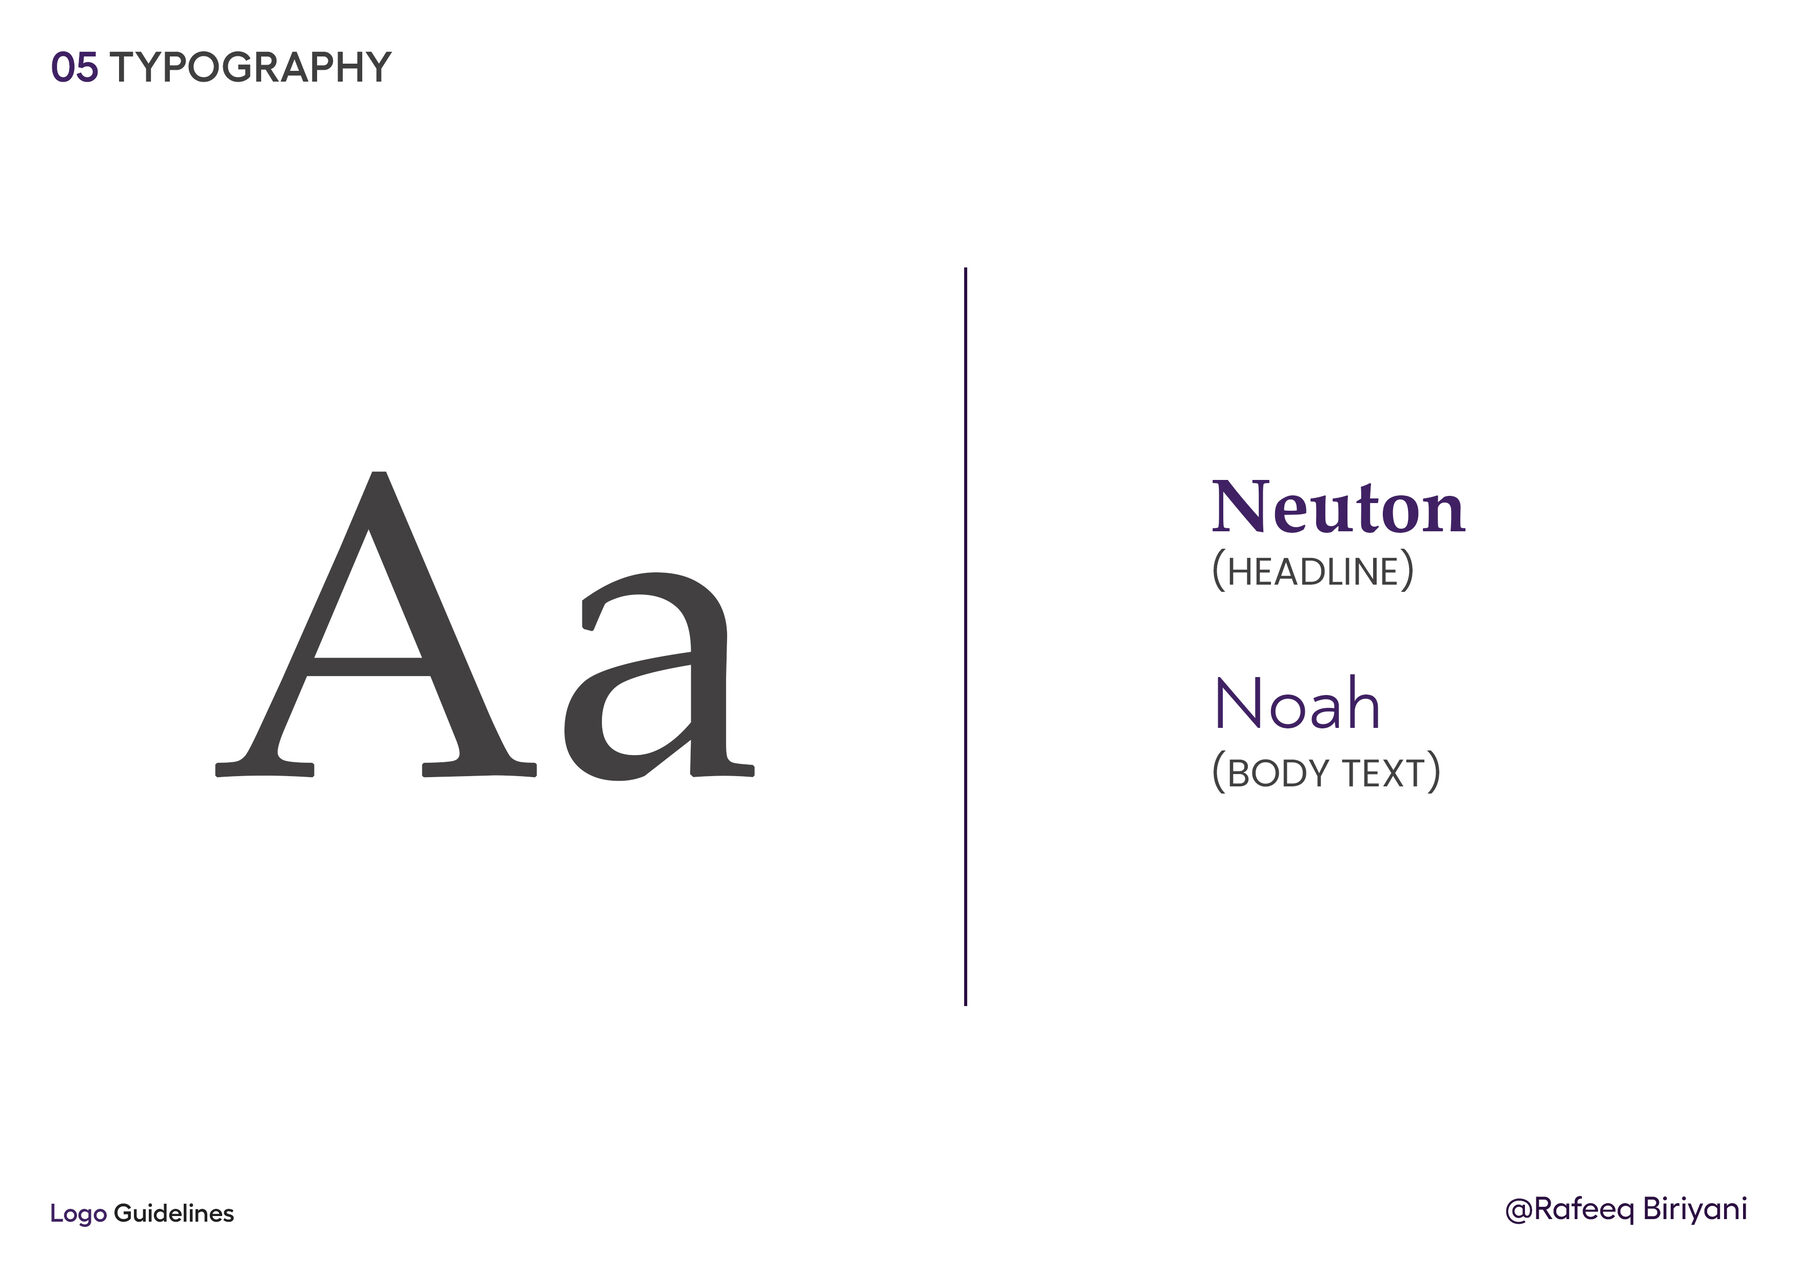 05 TYPOGRAPHY
Aa
Neuton
(HEADLINE)
Noah
(BODY TEXT)
Logo Guidelines
@Rafeeq Biriyani